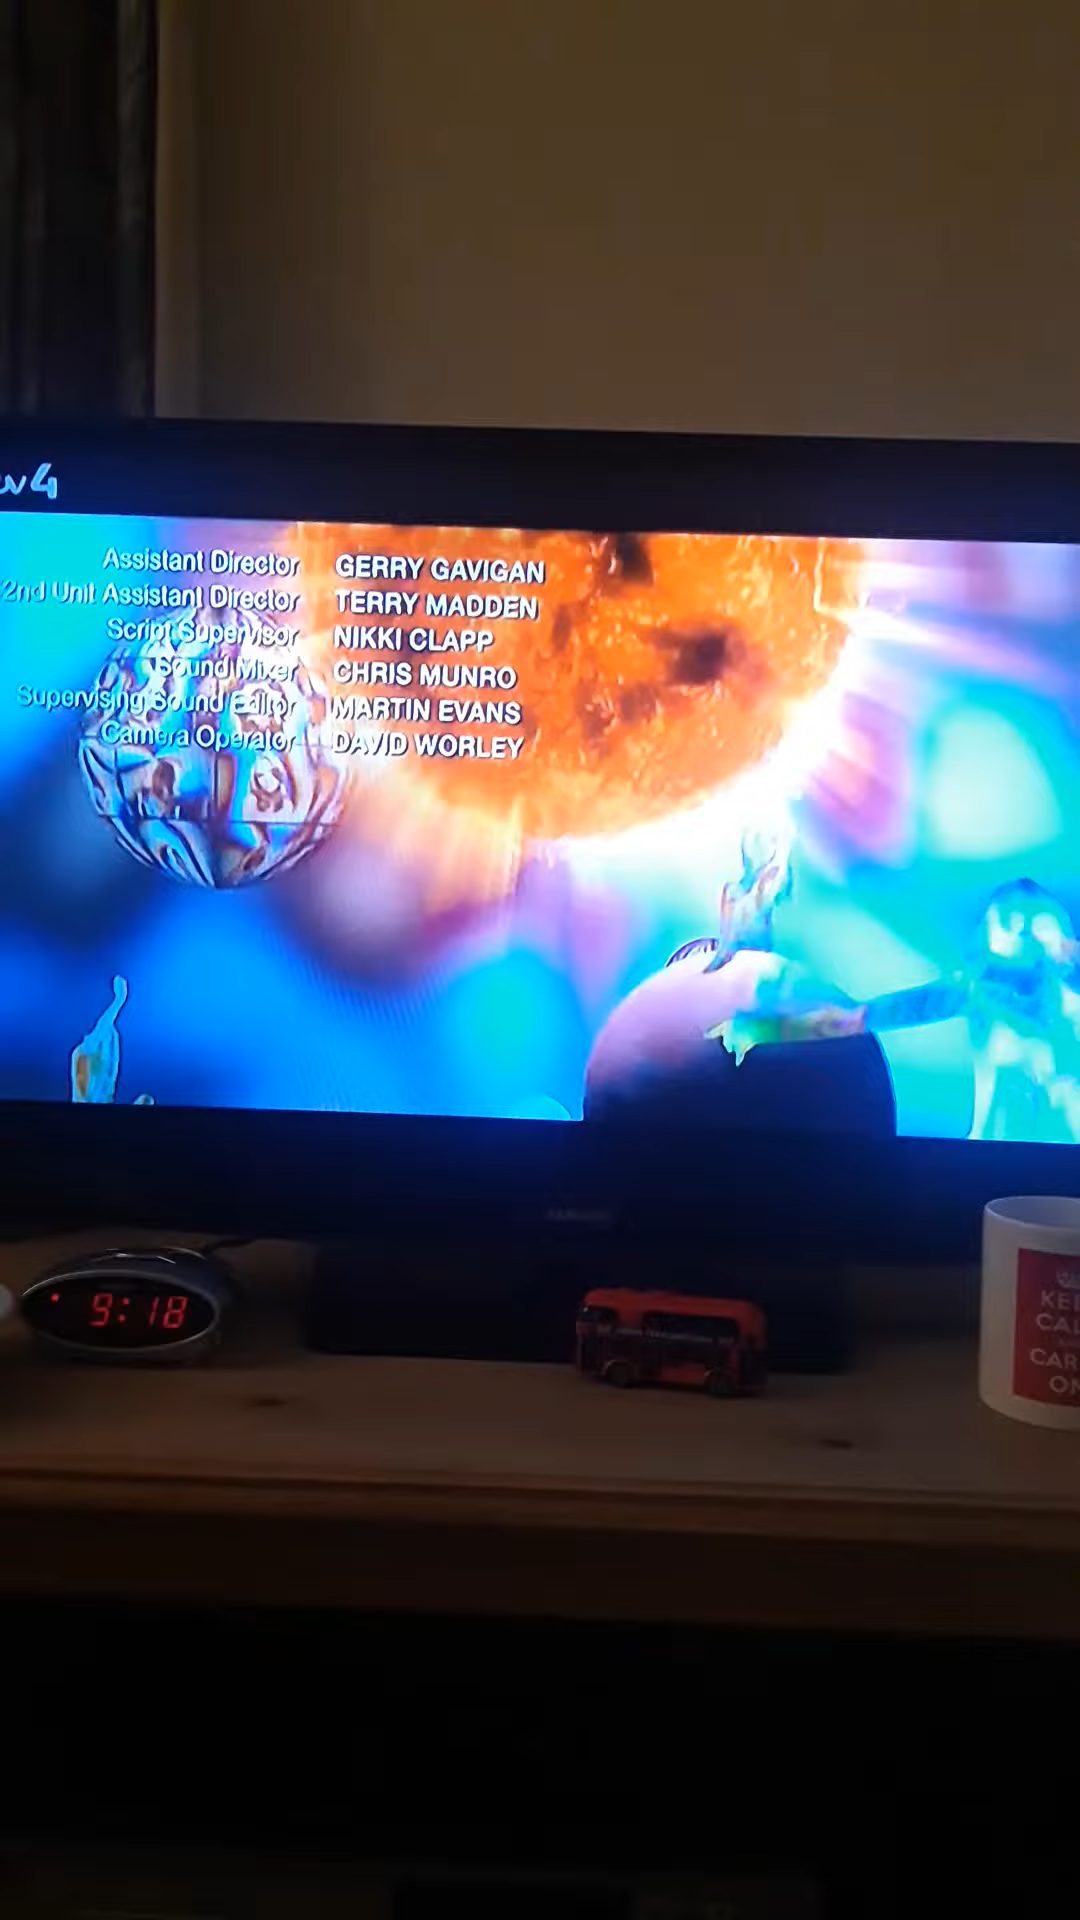 Assistant Director GERRY GAVIGAN
2nd Unit Assistant Director TERRY MADDEN
Script Supervisor NIKKI CLAPP
Sound Mixer CHRIS MUNRO
Supervising Sound Editor MARTIN EVANS
Camera Operator DAVID WORLEY
9:18